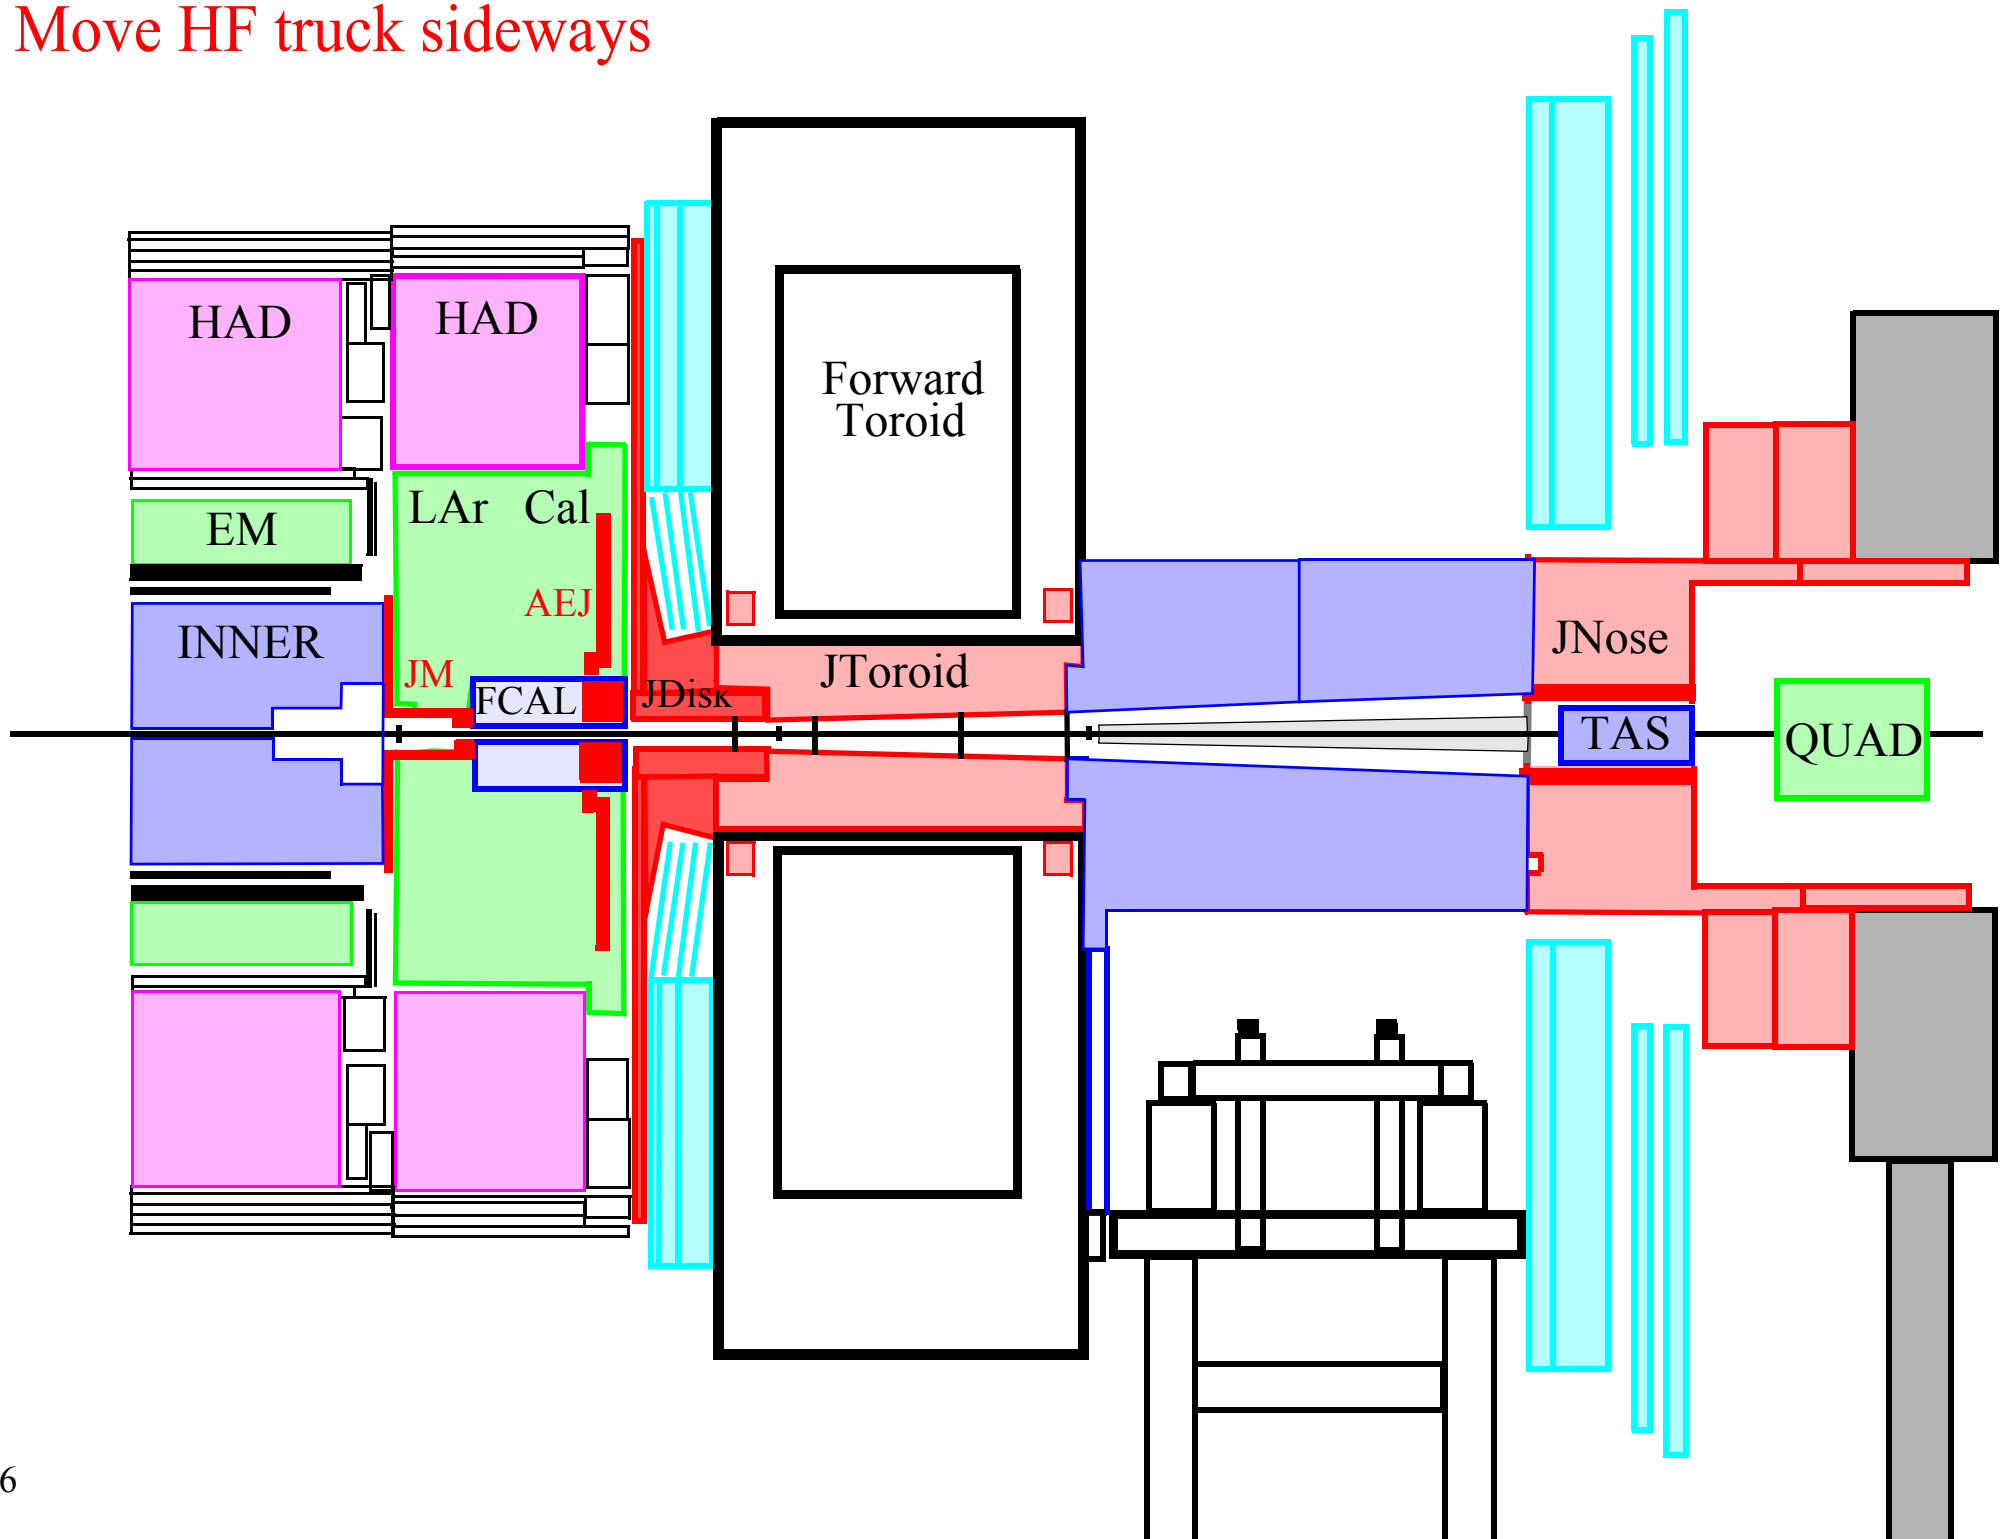 Move HF truck sideways
HAD
HAD
Forward
Toroid
LAr Cal
EM
AEJ
INNER
JM
FCAL
JDisk
JToroid
JNose
TAS
QUAD
6